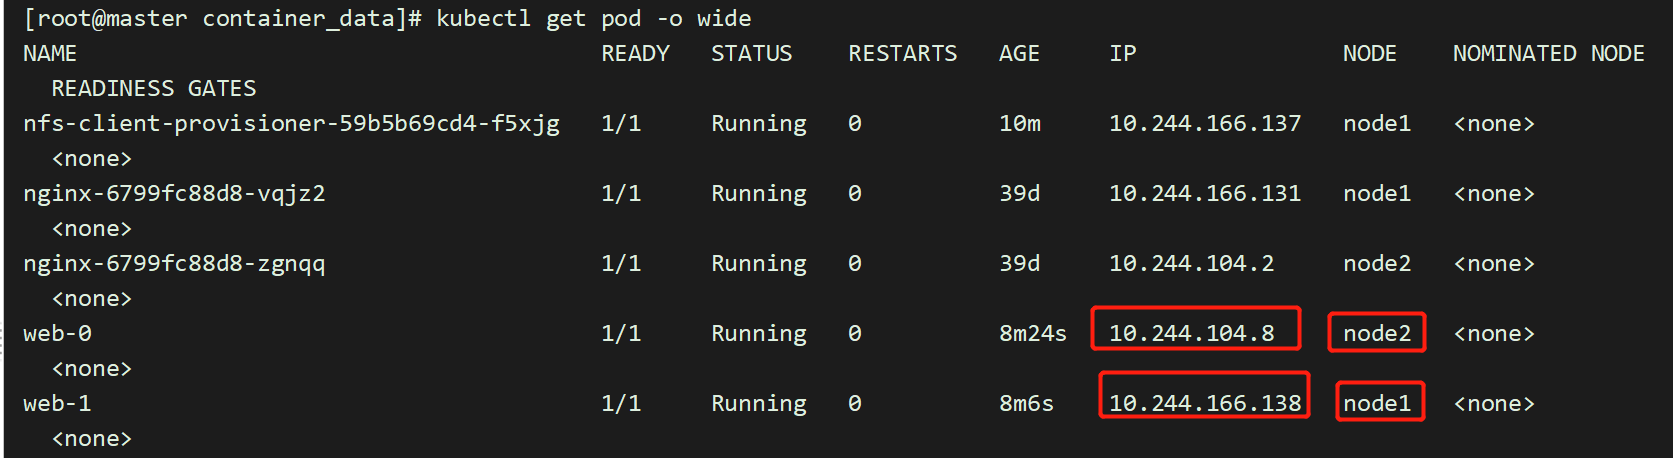 [root@master container_data]# kubectl get pod -o wide
NAME                                      READY   STATUS    RESTARTS   AGE     IP               NODE    NOMINATED NODE
  READINESS GATES
nfs-client-provisioner-59b5b69cd4-f5xjg   1/1     Running   0          10m     10.244.166.137   node1   <none>
  <none>
nginx-6799fc88d8-vqjz2                    1/1     Running   0          39d     10.244.166.131   node1   <none>
  <none>
nginx-6799fc88d8-zgnqq                    1/1     Running   0          39d     10.244.104.2     node2   <none>
  <none>
web-0                                     1/1     Running   0          8m24s   10.244.104.8     node2   <none>
  <none>
web-1                                     1/1     Running   0          8m6s    10.244.166.138   node1   <none>
  <none>